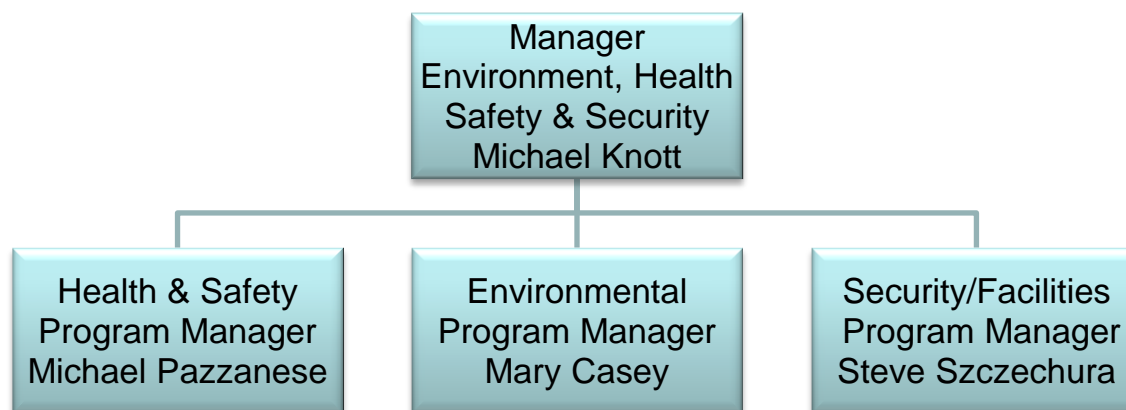 Manager
Environment, Health
Safety & Security
Michael Knott
Health & Safety
Program Manager
Michael Pazzanese
Environmental
Program Manager
Mary Casey
Security/Facilities
Program Manager
Steve Szczechura